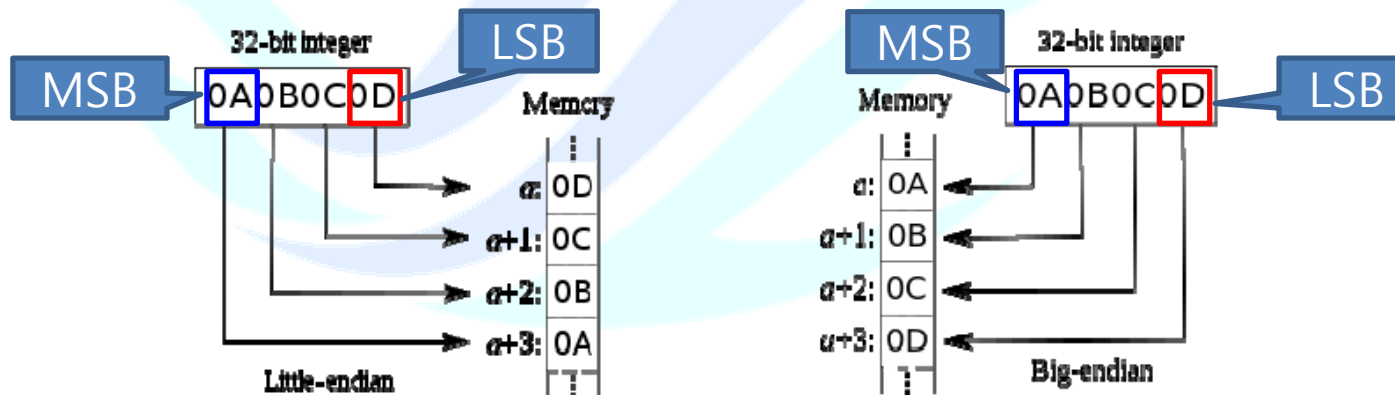 32-bit integer
MSB
LSB
0A0B0C0D
Memory
a: 0D
a+1: 0C
a+2: 0B
a+3: 0A
Little-endian
MSB
32-bit integer
LSB
0A0B0C0D
Memory
a: 0A
a+1: 0B
a+2: 0C
a+3: 0D
Big-endian